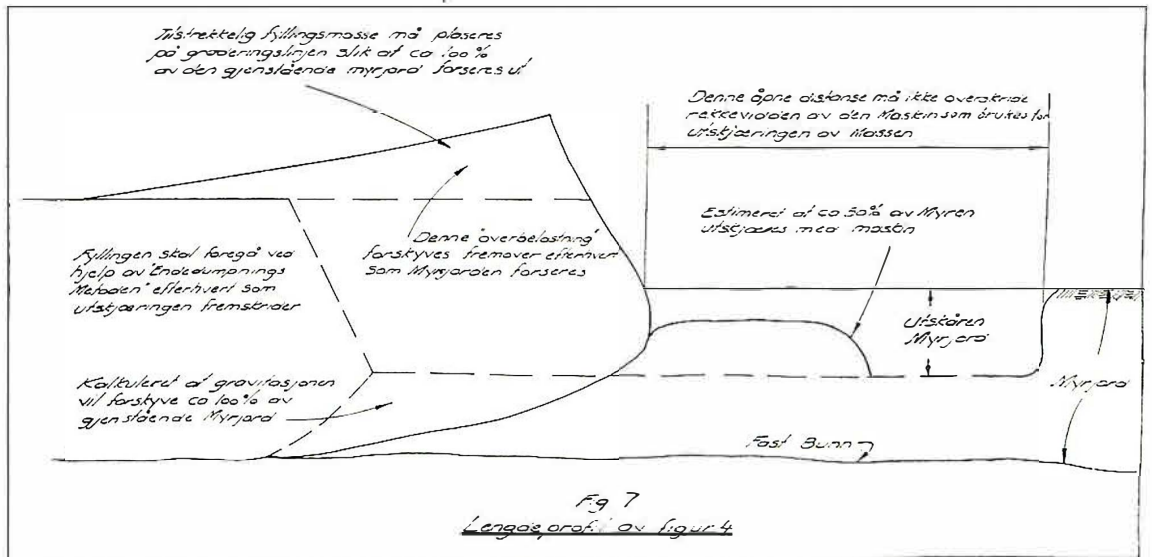 Tilstrekkelig fyllingsmasse må plaseres
på graderingslinjen slik at ca 100%
av den gjenstående myrjord forseres ut
Denne åpne distanse må ikke overskride
rekkevidden av den Maskin som brukes for
utskjæringen av Massen
Estimeret at ca 50% av Myren
utskjæres med maskin
Denne "overbelastning"
forskyves fremover efterhvert
som Myrjorden forseres
Fyllingen skal foregå ved
hjelp av "Endedumpnings
Metoden" efterhvert som
utskjæringen fremskrider
Utskåren
Myrjord
Myrjord
Kalkuleret at gravitasjonen
vil forskyve ca 100% av
gjenstående Myrjord
Fast Bunn
Fig 7
Lengdeprofil av figur 4